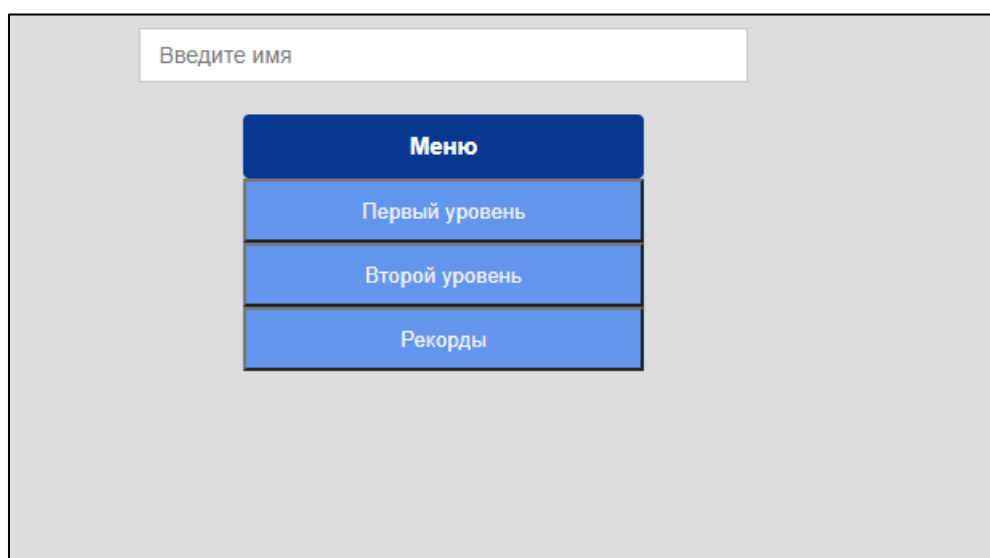 Введите имя
Меню
Первый уровень
Второй уровень
Рекорды